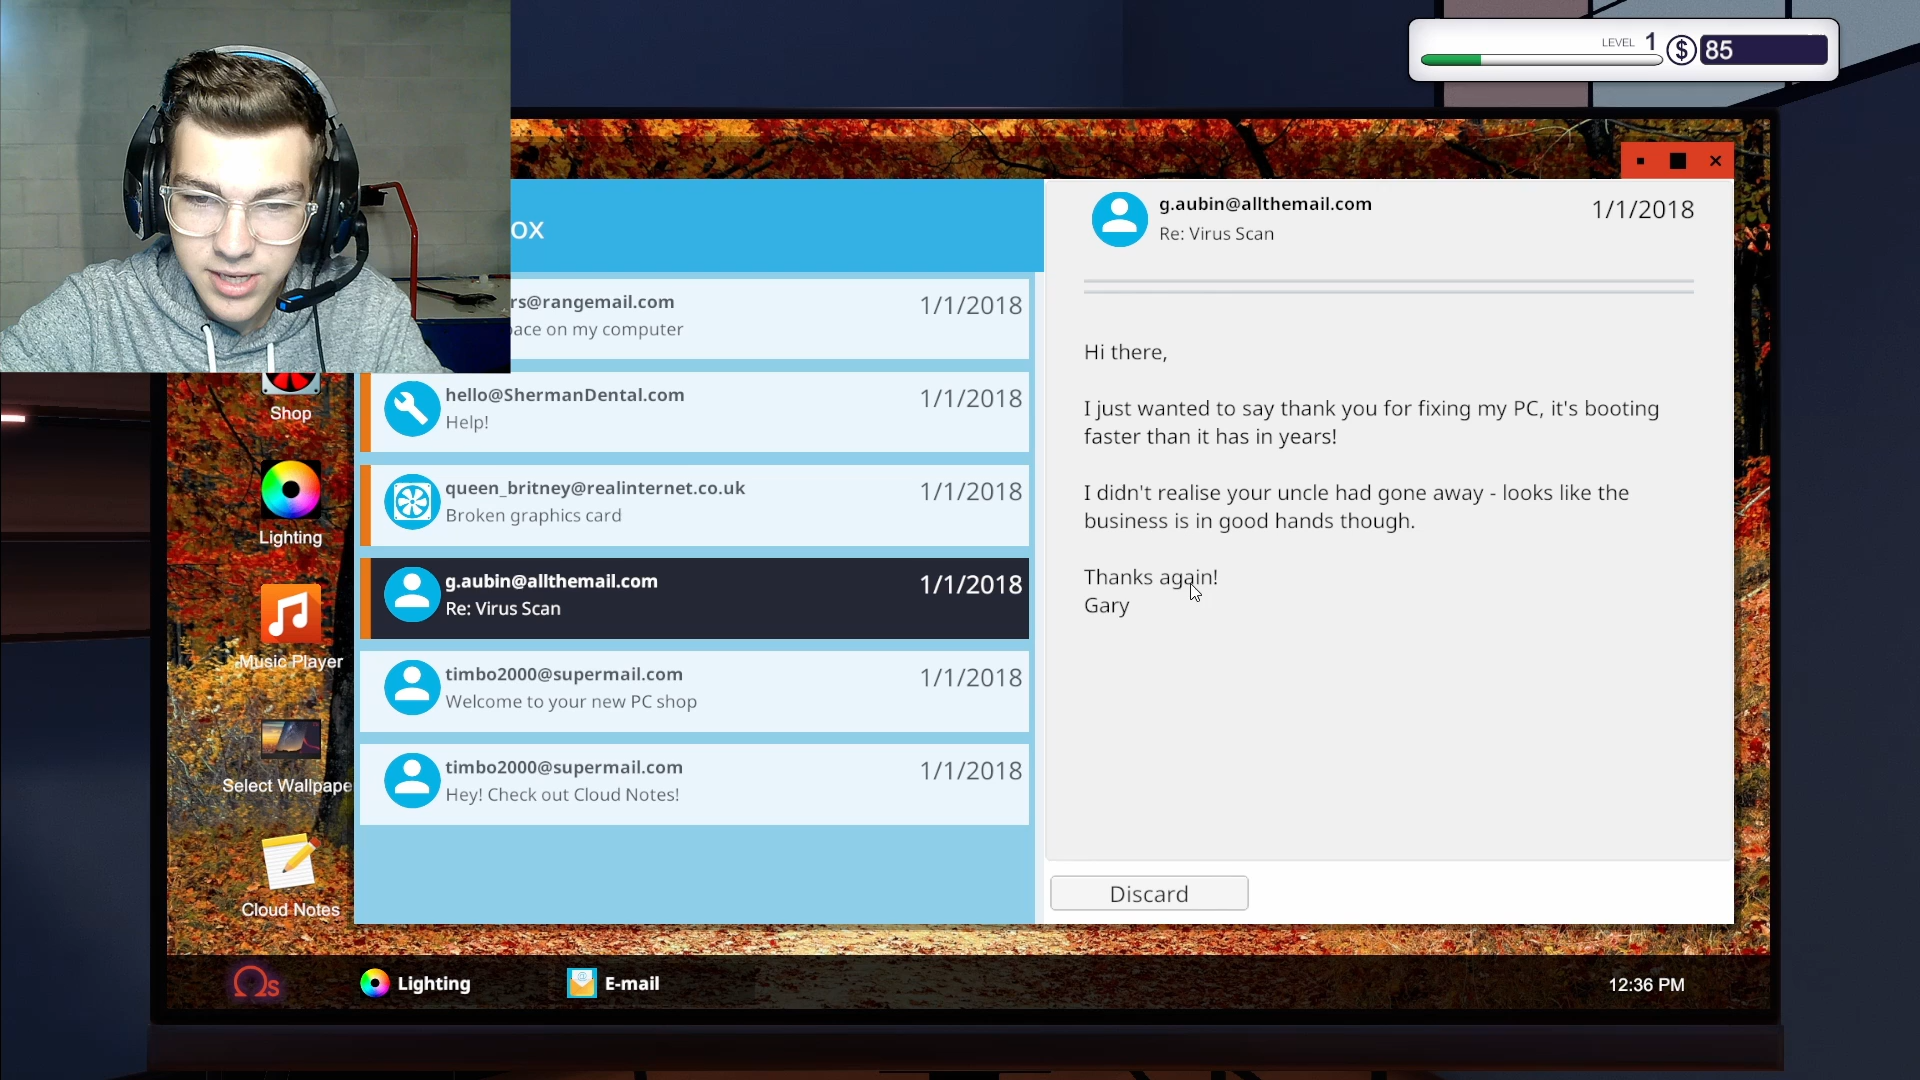 LEVEL 1 $ 85
ox
rs@rangemail.com 1/1/2018
pace on my computer
hello@ShermanDental.com 1/1/2018
Help!
queen_britney@realinternet.co.uk 1/1/2018
Broken graphics card
g.aubin@allthemail.com 1/1/2018
Re: Virus Scan
timbo2000@supermail.com 1/1/2018
Welcome to your new PC shop
timbo2000@supermail.com 1/1/2018
Hey! Check out Cloud Notes!
g.aubin@allthemail.com 1/1/2018
Re: Virus Scan
Hi there,
I just wanted to say thank you for fixing my PC, it's booting
faster than it has in years!
I didn't realise your uncle had gone away - looks like the
business is in good hands though.
Thanks again!
Gary
Discard
Shop
Lighting
Music Player
Select Wallpape
Cloud Notes
Ωs
Lighting
E-mail
12:36 PM